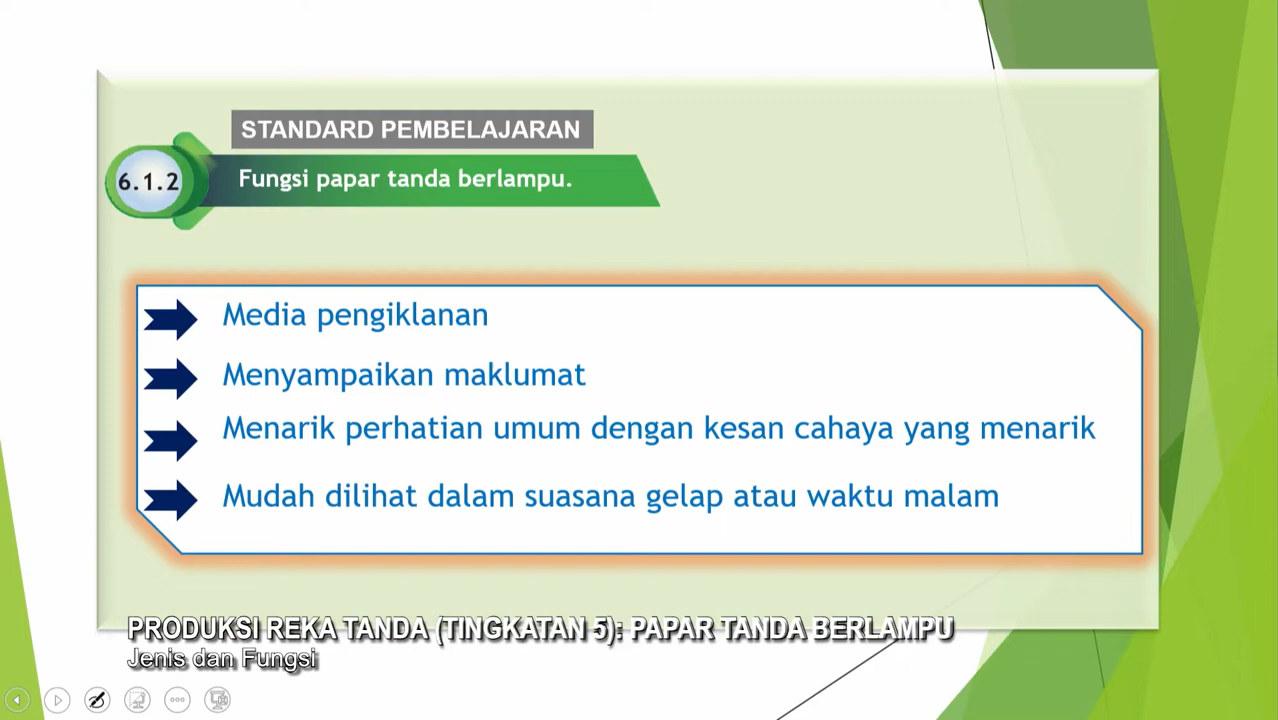 STANDARD PEMBELAJARAN
6.1.2
Fungsi papar tanda berlampu.
Media pengiklanan
Menyampaikan maklumat
Menarik perhatian umum dengan kesan cahaya yang menarik
Mudah dilihat dalam suasana gelap atau waktu malam
PRODUKSI REKA TANDA (TINGKATAN 5): PAPAR TANDA BERLAMPU
Jenis dan Fungsi